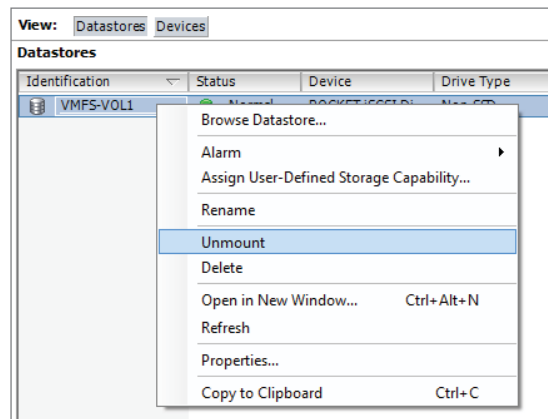 View: Datastores Devices
Datastores
Identification Status Device Drive Type
VMFS-VOL1
Browse Datastore...
Alarm
Assign User-Defined Storage Capability...
Rename
Unmount
Delete
Open in New Window... Ctrl+Alt+N
Refresh
Properties...
Copy to Clipboard Ctrl+C